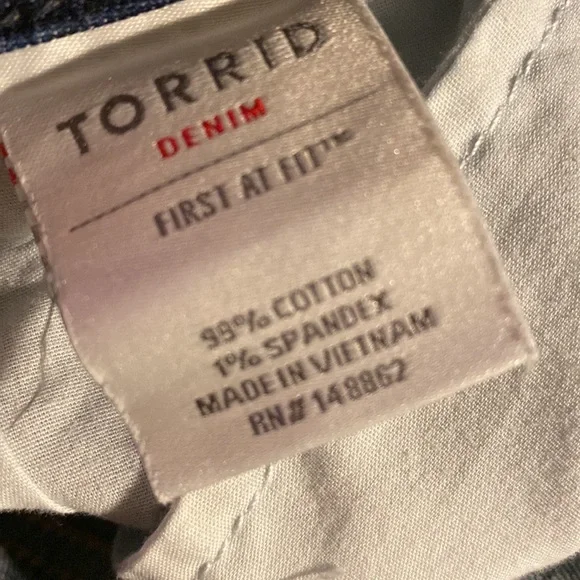 TORRID
DENIM
FIRST AT FIT™
99% COTTON
1% SPANDEX
MADE IN VIETNAM
RN# 148862